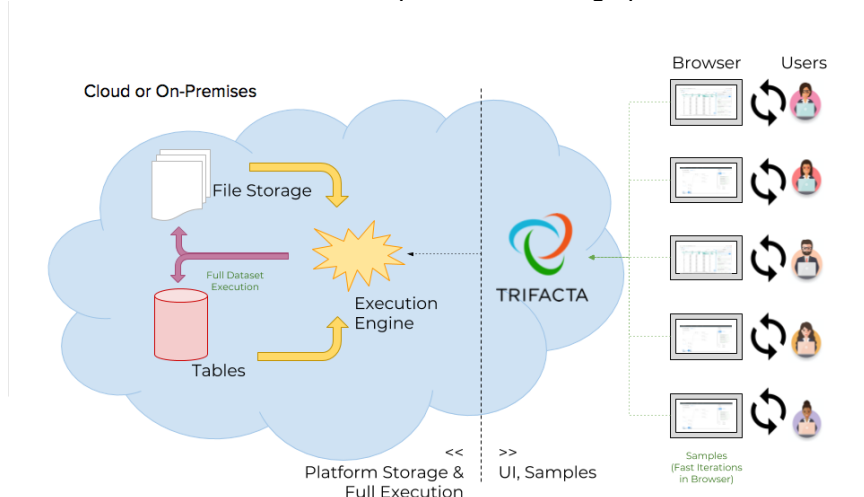 Browser
Users
Cloud or On-Premises
File Storage
Full Dataset
Execution
TRIFACTA
Execution
Engine
Tables
<<
Platform Storage &
Full Execution
>>
UI, Samples
Samples
(Fast Iterations
in Browser)